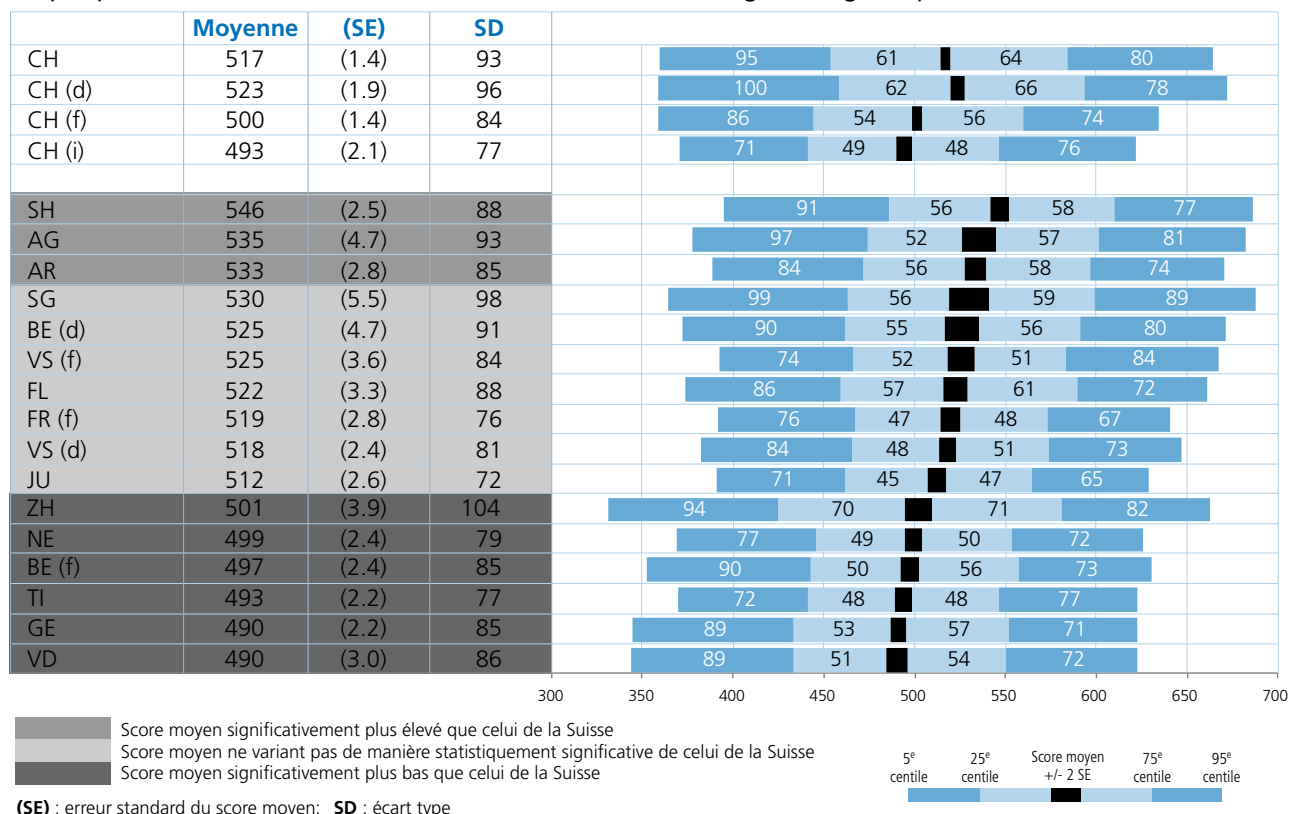 Moyenne (SE) SD
CH 517 (1.4) 93 95 61 64 80
CH (d) 523 (1.9) 96 100 62 66 78
CH (f) 500 (1.4) 84 86 54 56 74
CH (i) 493 (2.1) 77 71 49 48 76
SH 546 (2.5) 88 91 56 58 77
AG 535 (4.7) 93 97 52 57 81
AR 533 (2.8) 85 84 56 58 74
SG 530 (5.5) 98 99 56 59 89
BE (d) 525 (4.7) 91 90 55 56 80
VS (f) 525 (3.6) 84 74 52 51 84
FL 522 (3.3) 88 86 57 61 72
FR (f) 519 (2.8) 76 76 47 48 67
VS (d) 518 (2.4) 81 84 48 51 73
JU 512 (2.6) 72 71 45 47 65
ZH 501 (3.9) 104 94 70 71 82
NE 499 (2.4) 79 77 49 50 72
BE (f) 497 (2.4) 85 90 50 56 73
TI 493 (2.2) 77 72 48 48 77
GE 490 (2.2) 85 89 53 57 71
VD 490 (3.0) 86 89 51 54 72
300 350 400 450 500 550 600 650 700
Score moyen significativement plus élevé que celui de la Suisse
Score moyen ne variant pas de manière statistiquement significative de celui de la Suisse
Score moyen significativement plus bas que celui de la Suisse
5e centile 25e centile Score moyen +/- 2 SE 75e centile 95e centile
(SE) : erreur standard du score moyen; SD : écart type